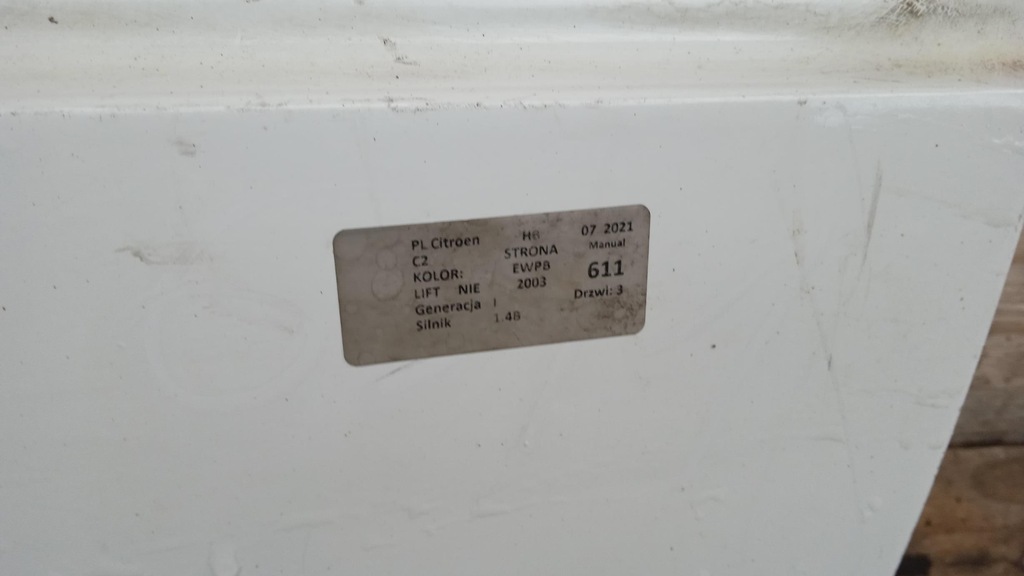 PL Citroen HB 07 2021
C2 STRONA Manual
KOLOR: EWPB 611
LIFT NIE 2003 Drzwi: 3
Generacja I
Silnik 1.4B